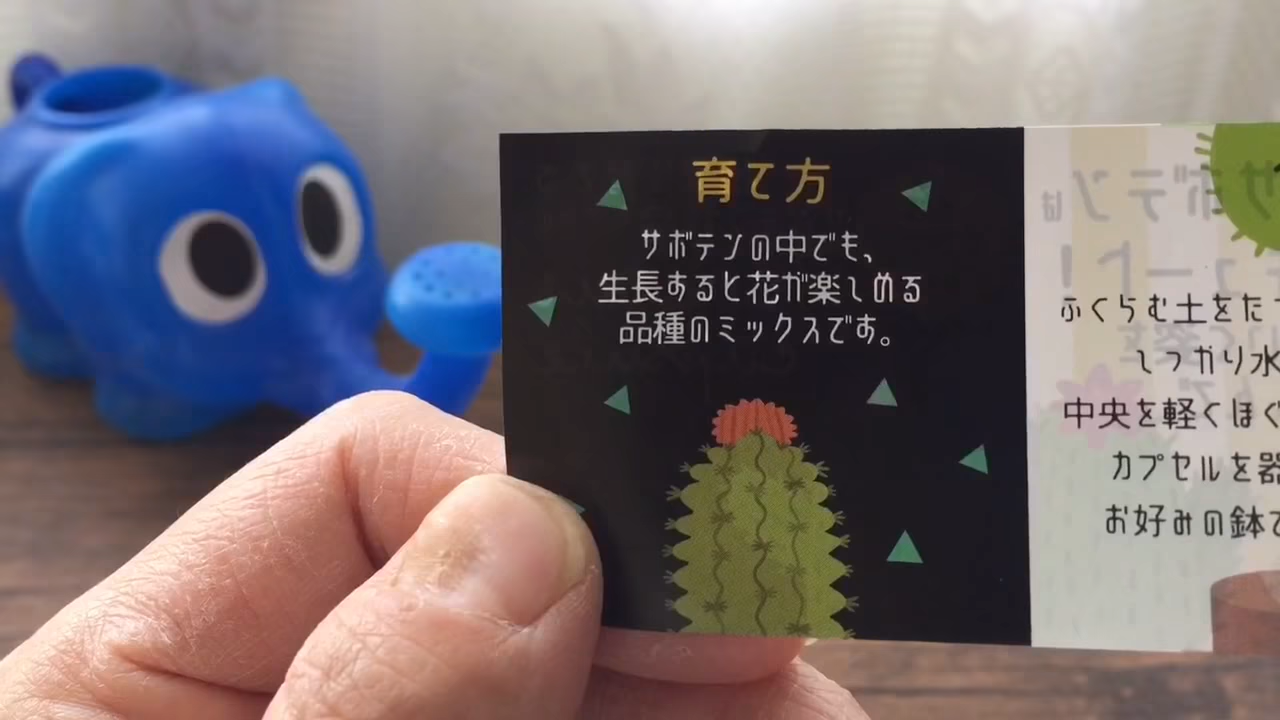 育て方
サボテンの中でも、
生長すると花が楽しめる
品種のミックスです。
ふくらむ土をた
しっかり水
中央を軽くほぐ
カプセルを器
お好みの鉢で